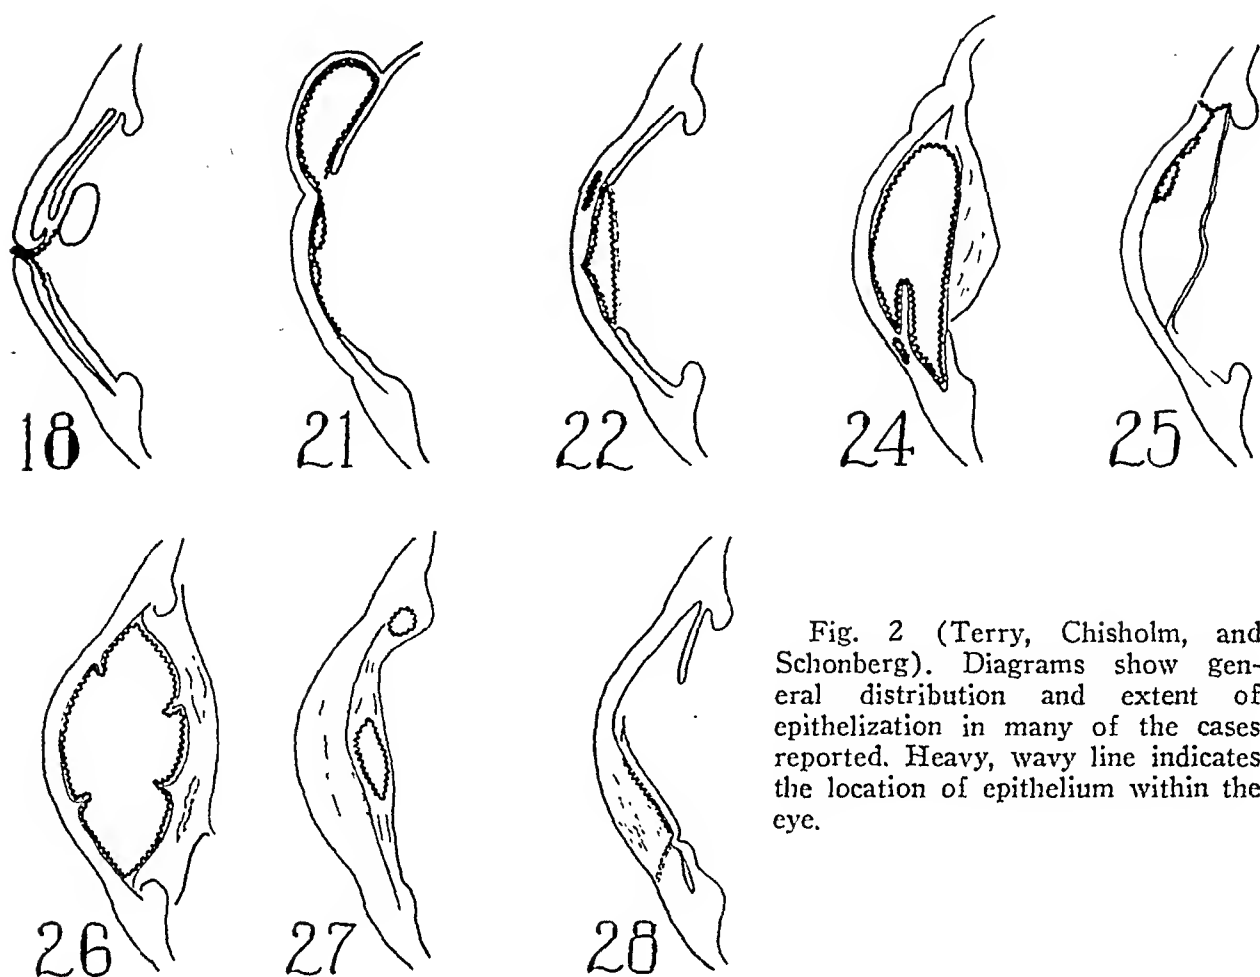 18
21
22
24
25
26
27
28
Fig. 2 (Terry, Chisholm, and
Schonberg). Diagrams show gen-
eral distribution and extent of
epithelization in many of the cases
reported. Heavy, wavy line indicates
the location of epithelium within the
eye.